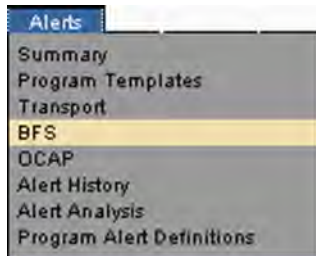 Alerts
Summary
Program Templates
Transport
BFS
OCAP
Alert History
Alert Analysis
Program Alert Definitions